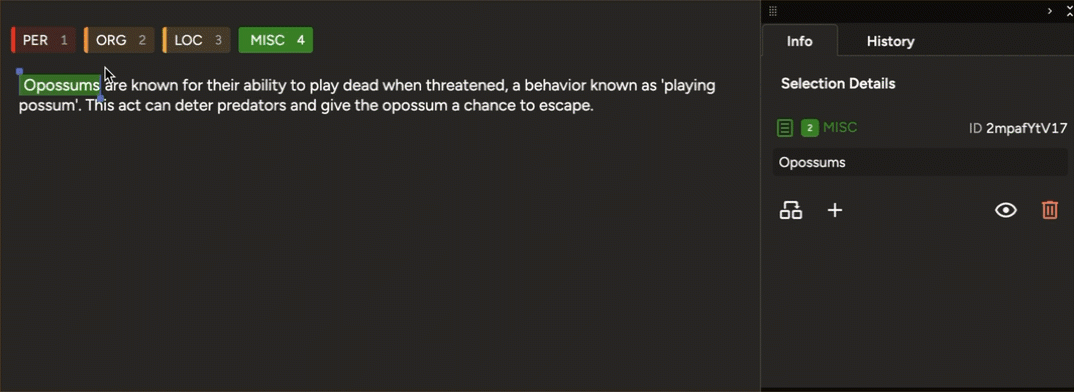 PER 1 ORG 2 LOC 3 MISC 4
Opossums are known for their ability to play dead when threatened, a behavior known as 'playing
possum'. This act can deter predators and give the opossum a chance to escape.
Info History
Selection Details
2 MISC ID 2mpafYtV17
Opossums